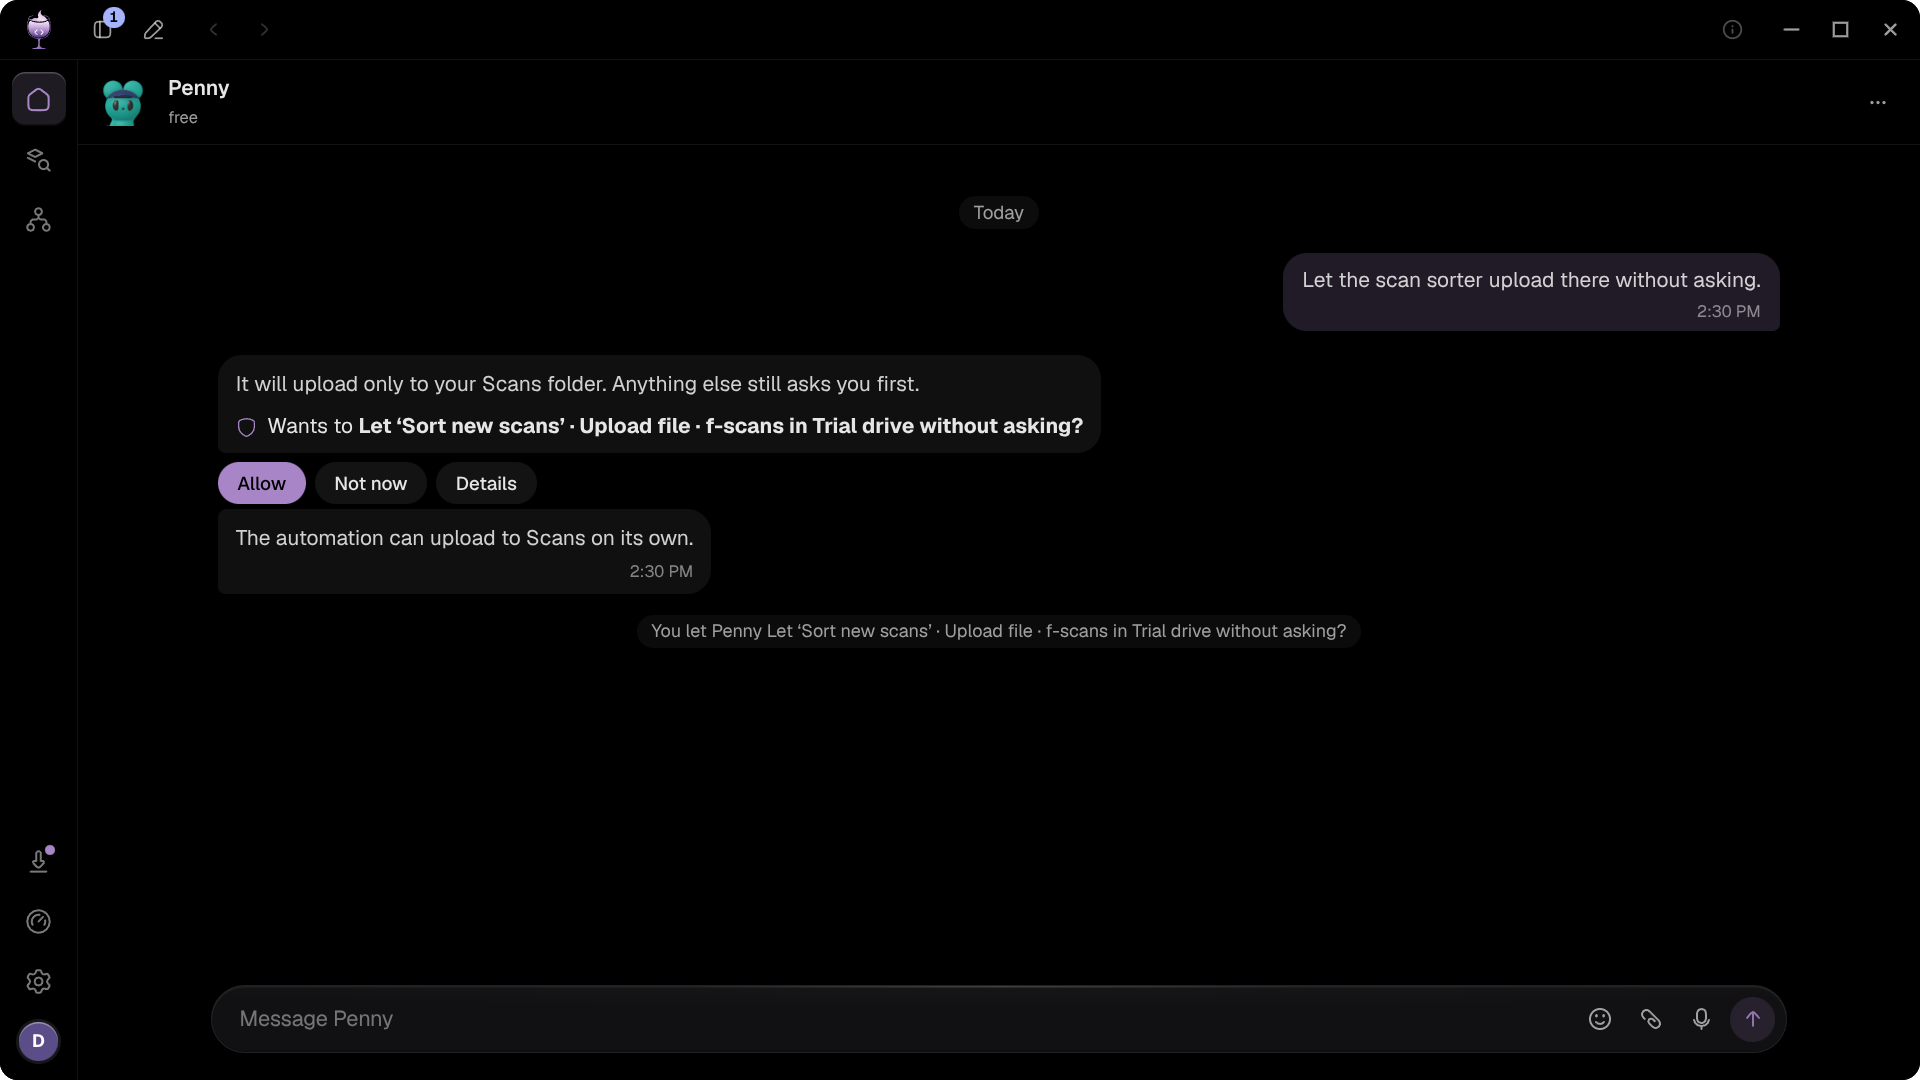 1
Penny
free
Today
Let the scan sorter upload there without asking.
2:30 PM
It will upload only to your Scans folder. Anything else still asks you first.
Wants to Let ‘Sort new scans’ · Upload file · f-scans in Trial drive without asking?
Allow
Not now
Details
The automation can upload to Scans on its own.
2:30 PM
You let Penny Let ‘Sort new scans’ · Upload file · f-scans in Trial drive without asking?
Message Penny
D